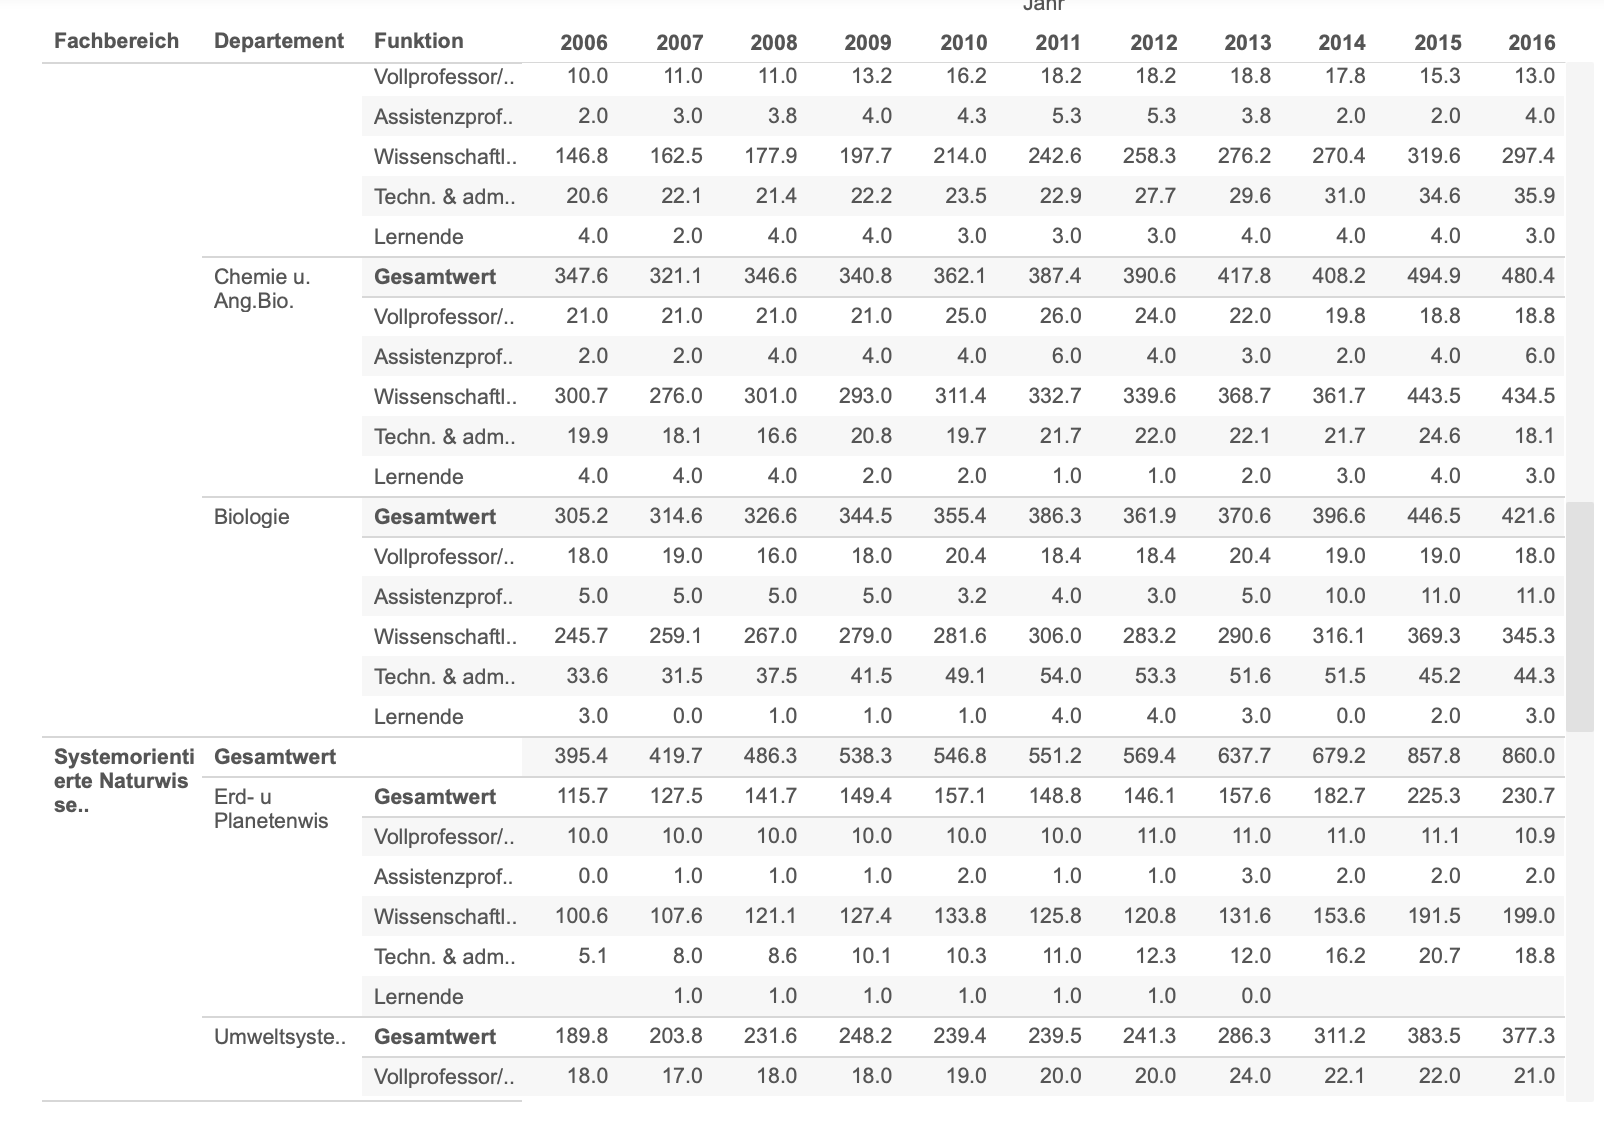 Jahr
Fachbereich Departement Funktion 2006 2007 2008 2009 2010 2011 2012 2013 2014 2015 2016
Vollprofessor/.. 10.0 11.0 11.0 13.2 16.2 18.2 18.2 18.8 17.8 15.3 13.0
Assistenzprof.. 2.0 3.0 3.8 4.0 4.3 5.3 5.3 3.8 2.0 2.0 4.0
Wissenschaftl.. 146.8 162.5 177.9 197.7 214.0 242.6 258.3 276.2 270.4 319.6 297.4
Techn. & adm.. 20.6 22.1 21.4 22.2 23.5 22.9 27.7 29.6 31.0 34.6 35.9
Lernende 4.0 2.0 4.0 4.0 3.0 3.0 3.0 4.0 4.0 4.0 3.0
Chemie u. Gesamtwert 347.6 321.1 346.6 340.8 362.1 387.4 390.6 417.8 408.2 494.9 480.4
Ang.Bio.
Vollprofessor/.. 21.0 21.0 21.0 21.0 25.0 26.0 24.0 22.0 19.8 18.8 18.8
Assistenzprof.. 2.0 2.0 4.0 4.0 4.0 6.0 4.0 3.0 2.0 4.0 6.0
Wissenschaftl.. 300.7 276.0 301.0 293.0 311.4 332.7 339.6 368.7 361.7 443.5 434.5
Techn. & adm.. 19.9 18.1 16.6 20.8 19.7 21.7 22.0 22.1 21.7 24.6 18.1
Lernende 4.0 4.0 4.0 2.0 2.0 1.0 1.0 2.0 3.0 4.0 3.0
Biologie Gesamtwert 305.2 314.6 326.6 344.5 355.4 386.3 361.9 370.6 396.6 446.5 421.6
Vollprofessor/.. 18.0 19.0 16.0 18.0 20.4 18.4 18.4 20.4 19.0 19.0 18.0
Assistenzprof.. 5.0 5.0 5.0 5.0 3.2 4.0 3.0 5.0 10.0 11.0 11.0
Wissenschaftl.. 245.7 259.1 267.0 279.0 281.6 306.0 283.2 290.6 316.1 369.3 345.3
Techn. & adm.. 33.6 31.5 37.5 41.5 49.1 54.0 53.3 51.6 51.5 45.2 44.3
Lernende 3.0 0.0 1.0 1.0 1.0 4.0 4.0 3.0 0.0 2.0 3.0
Systemorienti Gesamtwert 395.4 419.7 486.3 538.3 546.8 551.2 569.4 637.7 679.2 857.8 860.0
erte Naturwis
se..
Erd- u Gesamtwert 115.7 127.5 141.7 149.4 157.1 148.8 146.1 157.6 182.7 225.3 230.7
Planetenwis
Vollprofessor/.. 10.0 10.0 10.0 10.0 10.0 10.0 11.0 11.0 11.0 11.1 10.9
Assistenzprof.. 0.0 1.0 1.0 1.0 2.0 1.0 1.0 3.0 2.0 2.0 2.0
Wissenschaftl.. 100.6 107.6 121.1 127.4 133.8 125.8 120.8 131.6 153.6 191.5 199.0
Techn. & adm.. 5.1 8.0 8.6 10.1 10.3 11.0 12.3 12.0 16.2 20.7 18.8
Lernende 1.0 1.0 1.0 1.0 1.0 1.0 0.0
Umweltsyste.. Gesamtwert 189.8 203.8 231.6 248.2 239.4 239.5 241.3 286.3 311.2 383.5 377.3
Vollprofessor/.. 18.0 17.0 18.0 18.0 19.0 20.0 20.0 24.0 22.1 22.0 21.0